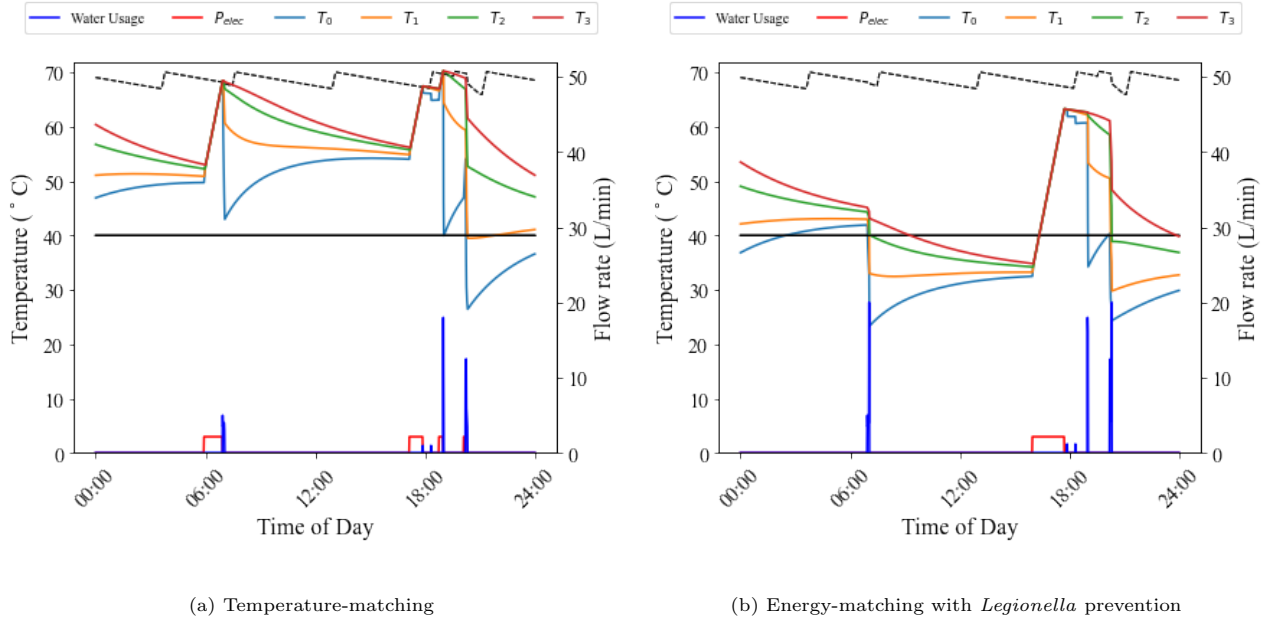 Water Usage P_elec T_0 T_1 T_2 T_3
70
60
50
40
30
20
10
0
Temperature (°C)
50
40
30
20
10
0
Flow rate (L/min)
00:00 06:00 12:00 18:00 24:00
Time of Day
(a) Temperature-matching
Water Usage P_elec T_0 T_1 T_2 T_3
70
60
50
40
30
20
10
0
Temperature (°C)
50
40
30
20
10
0
Flow rate (L/min)
00:00 06:00 12:00 18:00 24:00
Time of Day
(b) Energy-matching with Legionella prevention